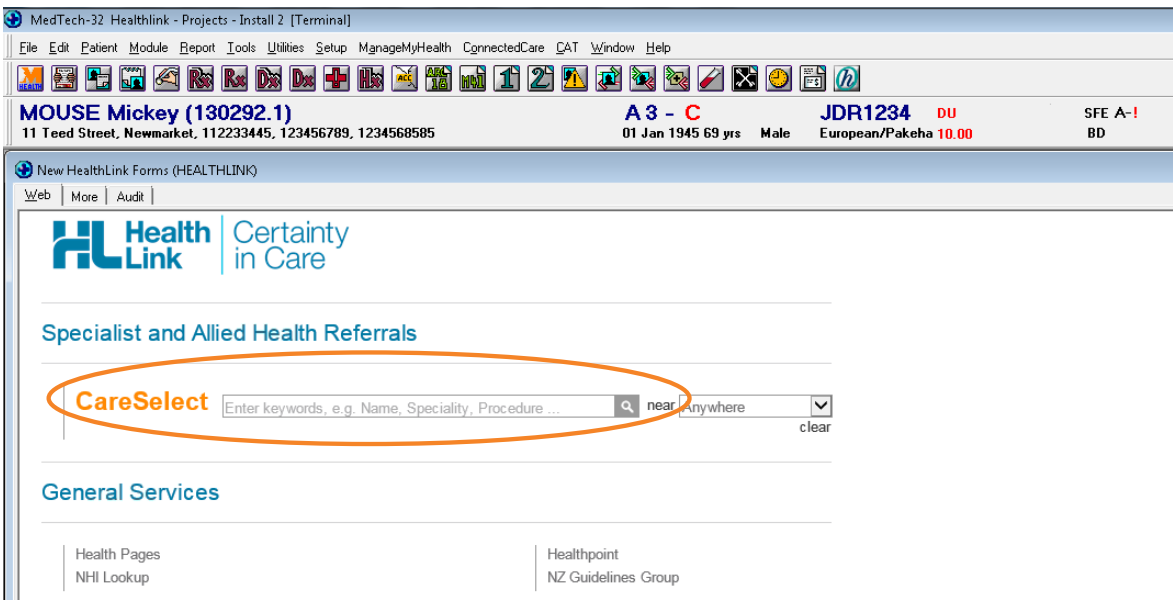 MedTech-32 Healthlink - Projects - Install 2 [Terminal]
File Edit Patient Module Report Tools Utilities Setup ManageMyHealth ConnectedCare CAT Window Help
MOUSE Mickey (130292.1) A 3 - C JDR1234 DU SFE A-!
11 Teed Street, Newmarket, 112233445, 123456789, 1234568585 01 Jan 1945 69 yrs Male European/Pakeha 10.00 BD
New HealthLink Forms (HEALTHLINK)
Web More Audit
HL Health Link Certainty in Care
Specialist and Allied Health Referrals
CareSelect Enter keywords, e.g. Name, Speciality, Procedure ... near Anywhere
clear
General Services
Health Pages Healthpoint
NHI Lookup NZ Guidelines Group